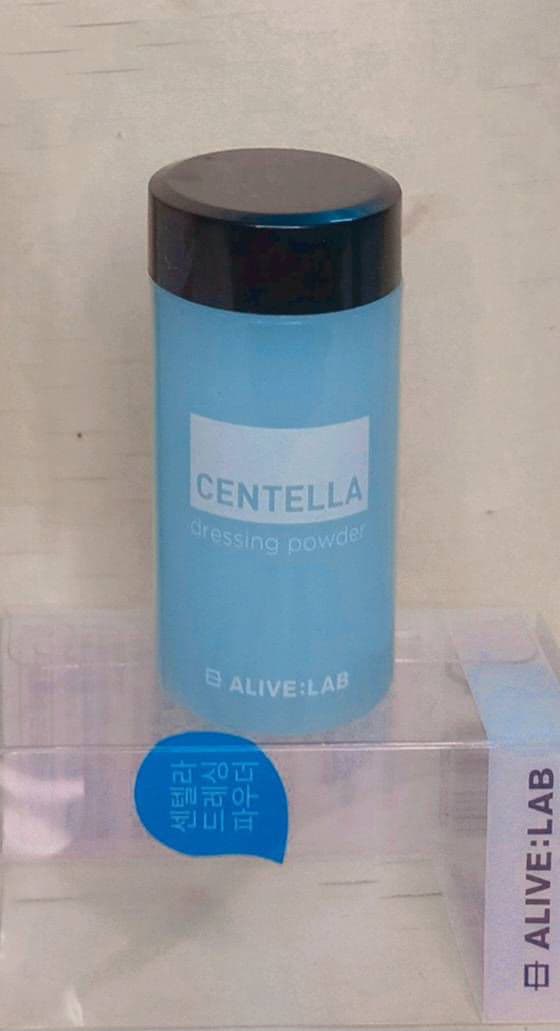 CENTELLA
dressing powder
ALIVE:LAB
센텔라
드레싱
파우더
ALIVE:LAB